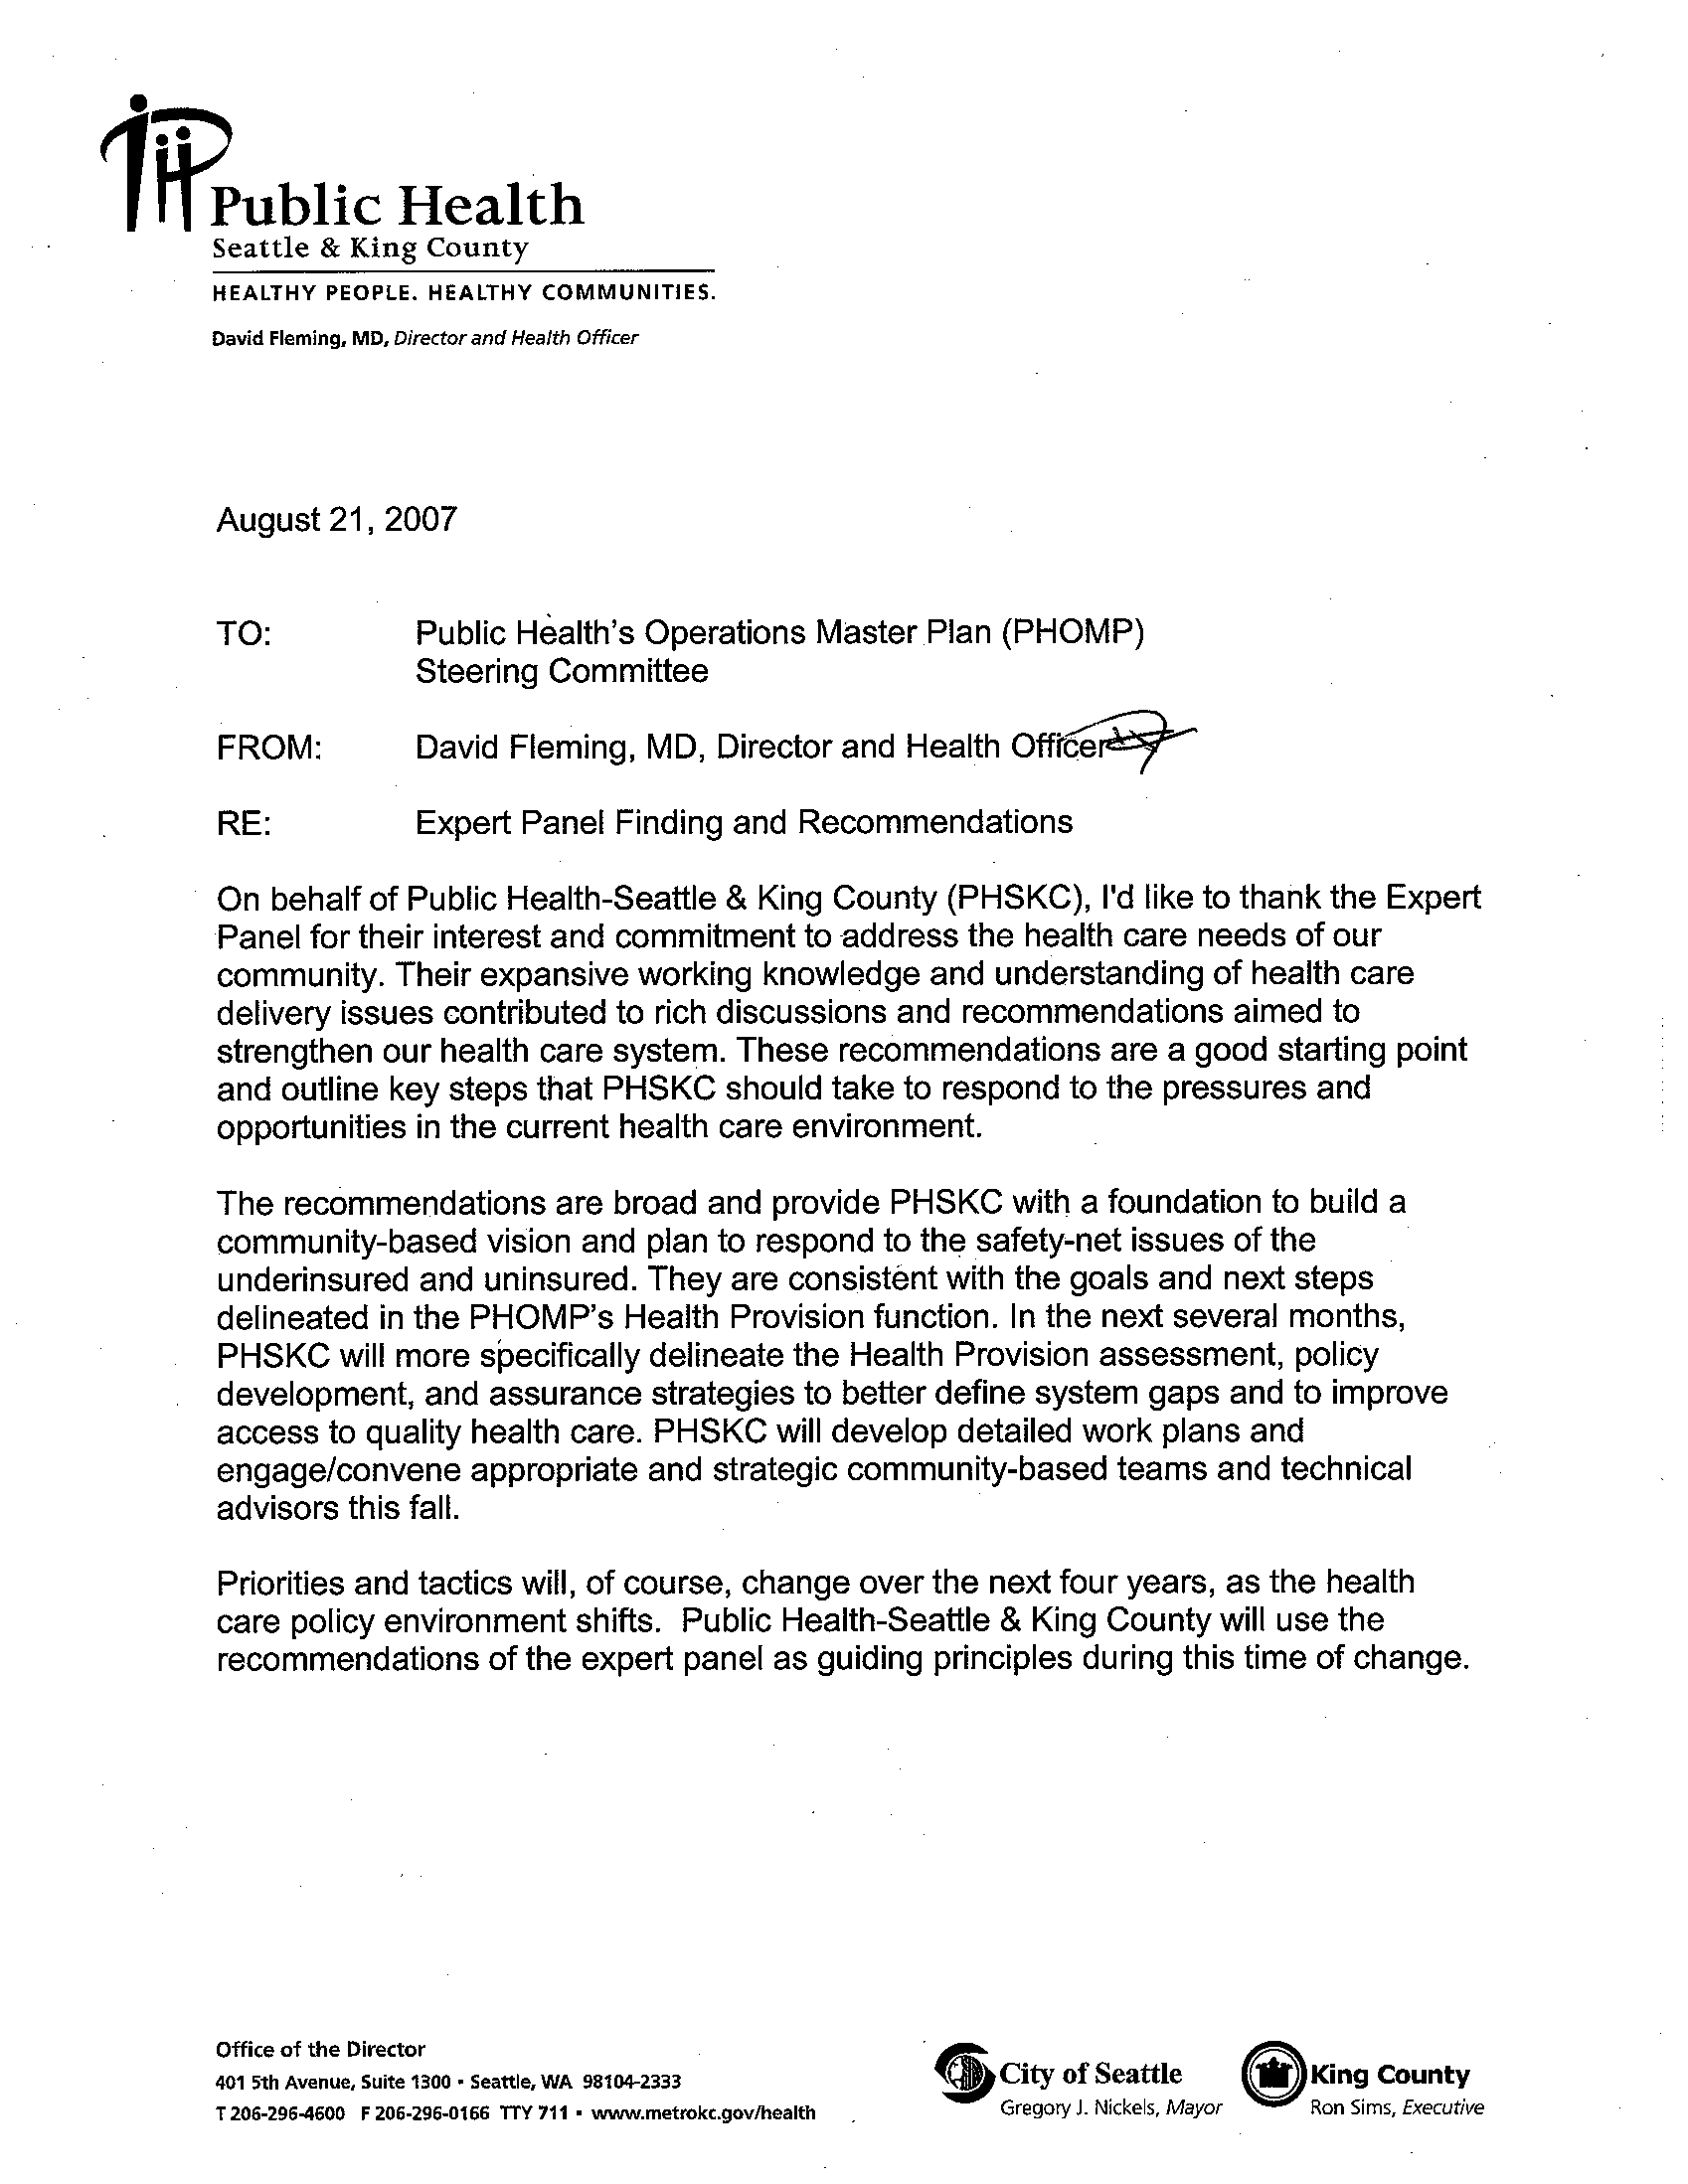 Public Health
Seattle & King County
HEALTHY PEOPLE. HEALTHY COMMUNITIES.
David Fleming, MD, Director and Health Officer
August 21, 2007
TO: Public Health's Operations Master Plan (PHOMP)
Steering Committee
FROM: David Fleming, MD, Director and Health Officer
RE: Expert Panel Finding and Recommendations
On behalf of Public Health-Seattle & King County (PHSKC), I'd like to thank the Expert
Panel for their interest and commitment to address the health care needs of our
community. Their expansive working knowledge and understanding of health care
delivery issues contributed to rich discussions and recommendations aimed to
strengthen our health care system. These recommendations are a good starting point
and outline key steps that PHSKC should take to respond to the pressures and
opportunities in the current health care environment.
The recommendations are broad and provide PHSKC with a foundation to build a
community-based vision and plan to respond to the safety-net issues of the
underinsured and uninsured. They are consistent with the goals and next steps
delineated in the PHOMP's Health Provision function. In the next several months,
PHSKC will more specifically delineate the Health Provision assessment, policy
development, and assurance strategies to better define system gaps and to improve
access to quality health care. PHSKC will develop detailed work plans and
engage/convene appropriate and strategic community-based teams and technical
advisors this fall.
Priorities and tactics will, of course, change over the next four years, as the health
care policy environment shifts.  Public Health-Seattle & King County will use the
recommendations of the expert panel as guiding principles during this time of change.
Office of the Director
401 5th Avenue, Suite 1300 ▪ Seattle, WA 98104-2333
T 206-296-4600 F 206-296-0166 TTY 711 ▪ www.metrokc.gov/health
City of Seattle
Gregory J. Nickels, Mayor
King County
Ron Sims, Executive